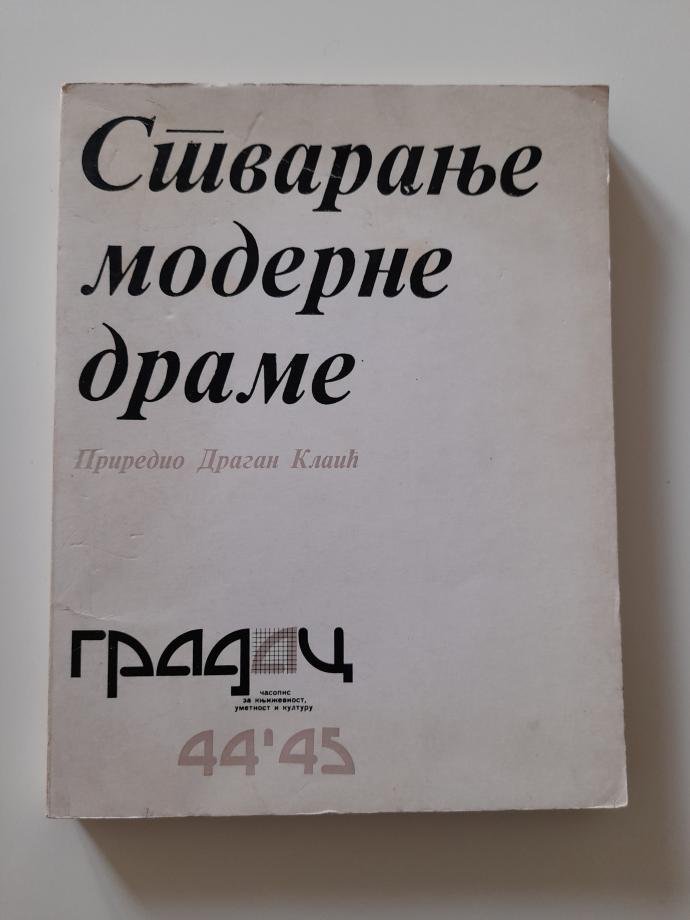 Стварање
модерне
драме
Приредио Драган Клаић
градац
часопис
за књижевност,
уметност и културу
44'45